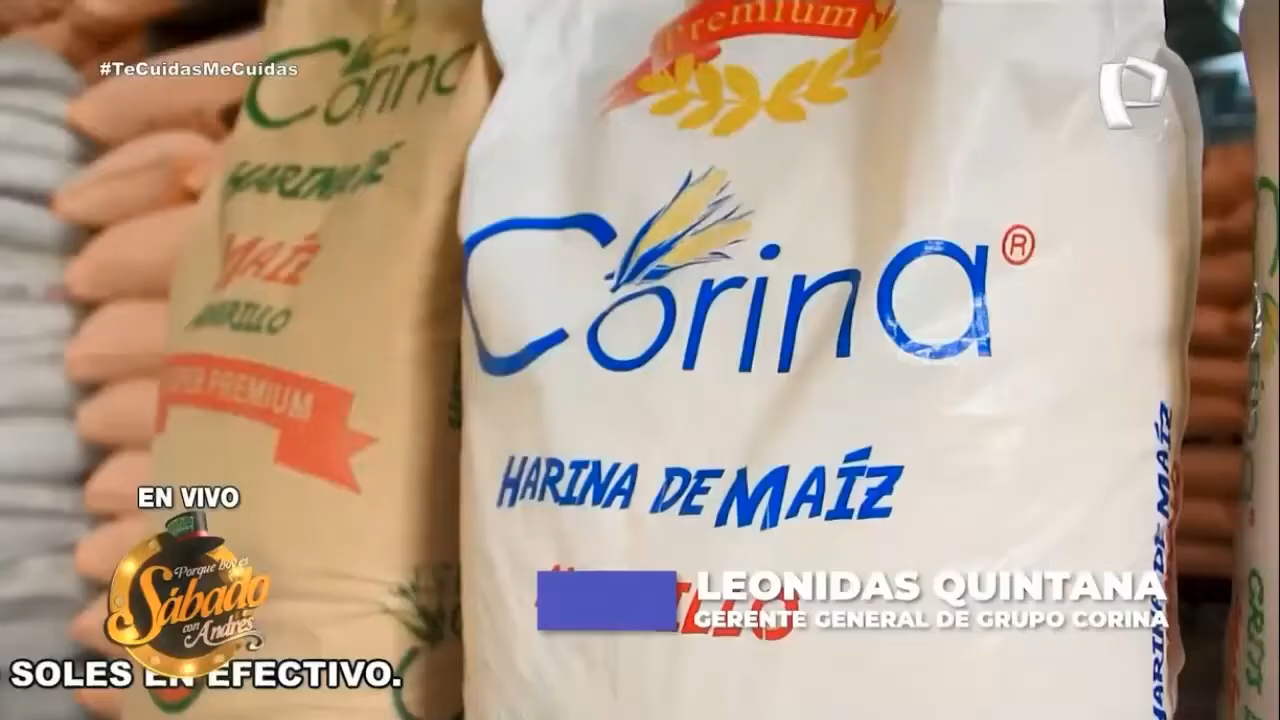 #TeCuidasMeCuidas
Corina
HARINA DE
MAÍZ
AMARILLO
SUPER PREMIUM
Premium
Corina®
HARINA DE MAÍZ
HARINA DE MAÍZ
EN VIVO
Porque hoy es
Sábado
con Andrés
LEONIDAS QUINTANA
GERENTE GENERAL DE GRUPO CORINA
SOLES EN EFECTIVO.